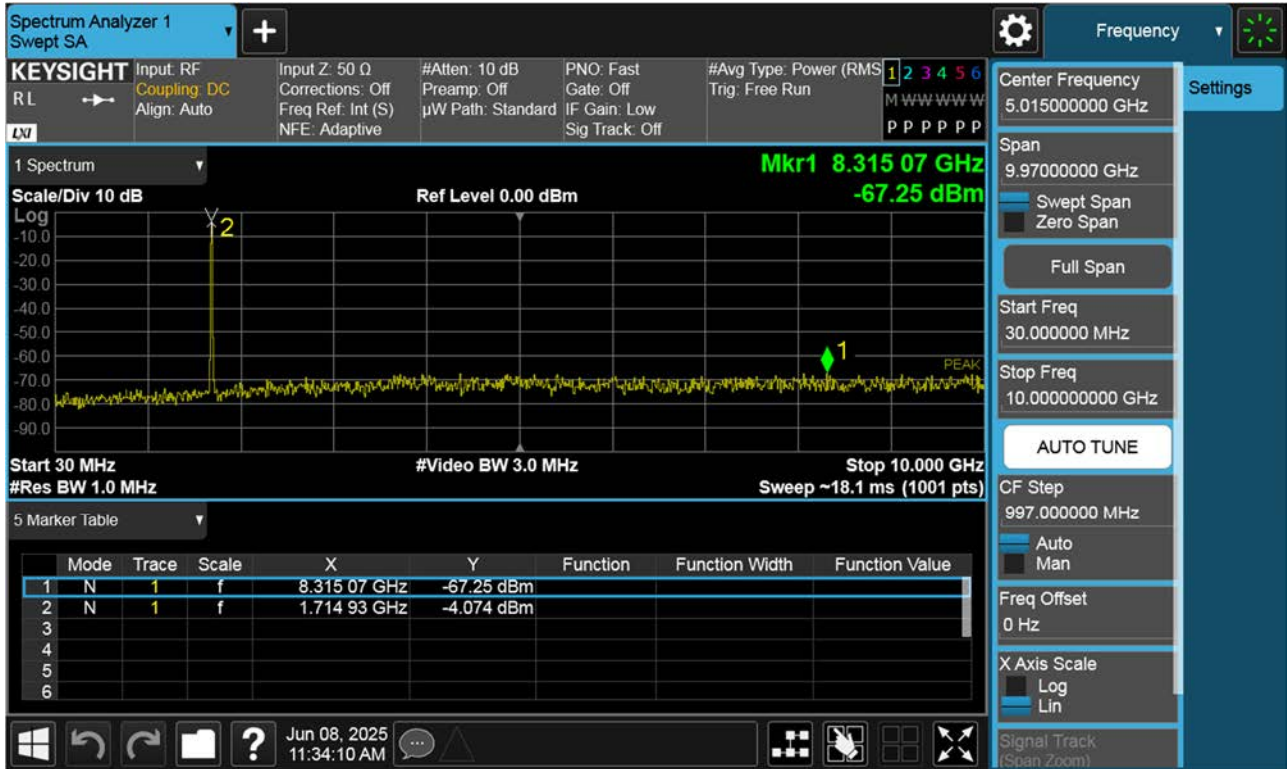 Spectrum Analyzer 1
Swept SA
+
Frequency
KEYSIGHT
RL
LXI
Input: RF
Coupling: DC
Align: Auto
Input Z: 50 Ω
Corrections: Off
Freq Ref: Int (S)
NFE: Adaptive
#Atten: 10 dB
Preamp: Off
µW Path: Standard
PNO: Fast
Gate: Off
IF Gain: Low
Sig Track: Off
#Avg Type: Power (RMS
Trig: Free Run
1 2 3 4 5 6
M W W W W W
P P P P P P
1 Spectrum
Scale/Div 10 dB
Ref Level 0.00 dBm
Mkr1 8.315 07 GHz
-67.25 dBm
Log
-10.0
-20.0
-30.0
-40.0
-50.0
-60.0
-70.0
-80.0
-90.0
2
1
PEAK
Start 30 MHz
#Video BW 3.0 MHz
Stop 10.000 GHz
#Res BW 1.0 MHz
Sweep ~18.1 ms (1001 pts)
5 Marker Table
Mode Trace Scale X Y Function Function Width Function Value
1 N 1 f 8.315 07 GHz -67.25 dBm
2 N 1 f 1.714 93 GHz -4.074 dBm
3
4
5
6
?
Jun 08, 2025
11:34:10 AM
Center Frequency
5.015000000 GHz
Settings
Span
9.97000000 GHz
Swept Span
Zero Span
Full Span
Start Freq
30.000000 MHz
Stop Freq
10.000000000 GHz
AUTO TUNE
CF Step
997.000000 MHz
Auto
Man
Freq Offset
0 Hz
X Axis Scale
Log
Lin
Signal Track
(Span Zoom)